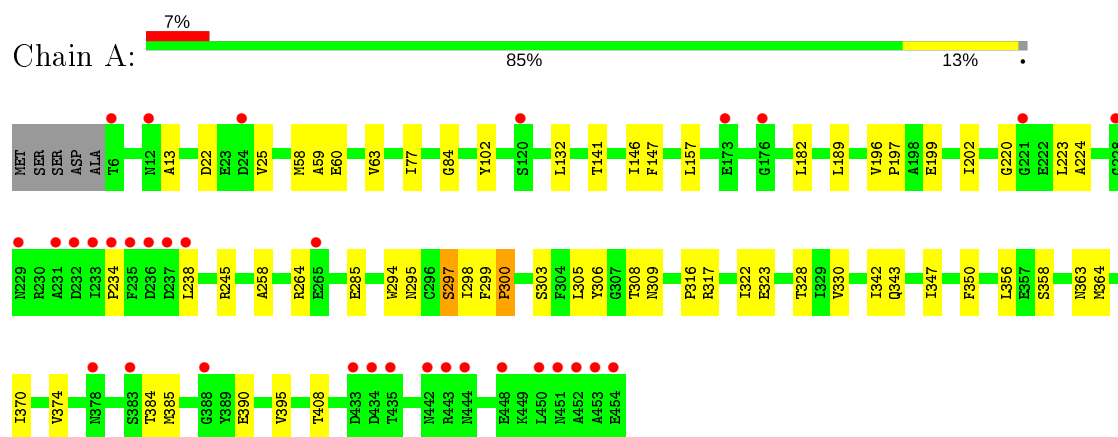 7%
Chain A:
85% 13% •
MET SER SER ASP ALA T6 N12 A13 D22 E23 D24 V25 M58 A59 E60 V63 I77 G84 Y102 S120 L132 T141 I146 F147 L157 E173 G176 L182 L189 V196 P197 A198 E199 I202 G220 G221 E222 L223 A224 G228
N229 R230 A231 D232 I233 P234 F235 D236 D237 L238 R245 A258 R264 E265 E285 W294 N295 C296 S297 I298 F299 P300 S303 F304 L305 Y306 G307 T308 N309 P316 R317 I322 E323 T328 I329 V330 I342 Q343 I347 F350 L356 E357 S358 N363 M364
I370 V374 N378 S383 T384 M385 G388 Y389 E390 V395 T408 D433 D434 T435 N442 R443 N444 E448 K449 L450 N451 A452 A453 E454